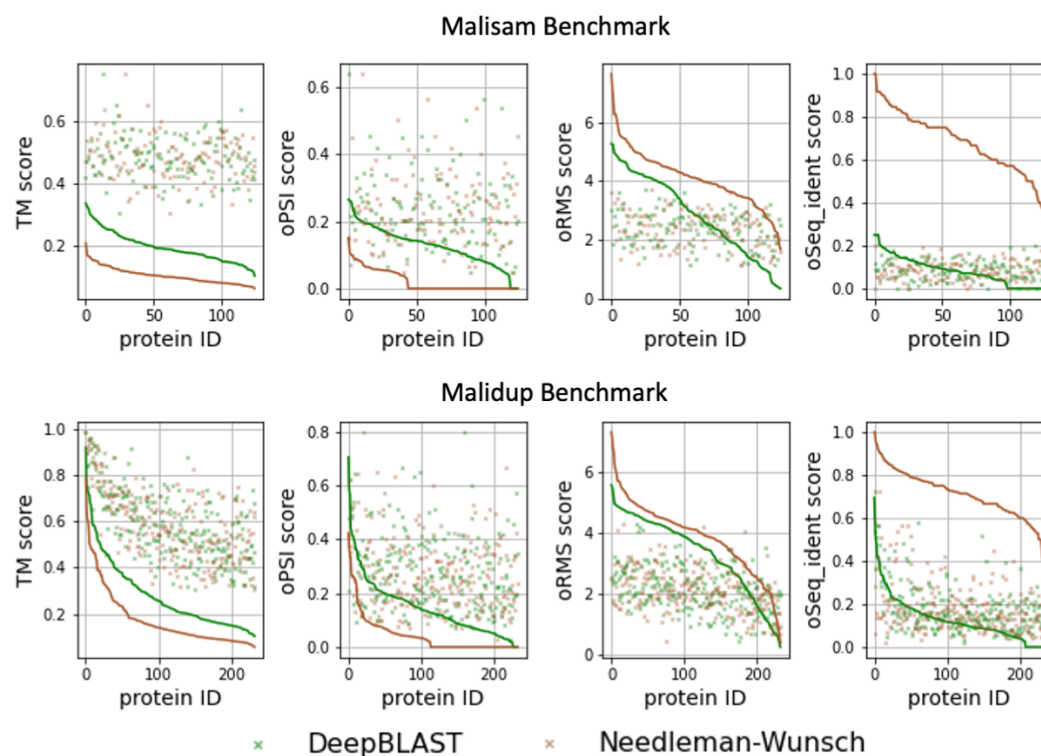 Malisam Benchmark
TM score
0.6
0.4
0.2
0 50 100
protein ID
oPSI score
0.6
0.4
0.2
0.0
0 50 100
protein ID
oRMS score
6
4
2
0
0 50 100
protein ID
oSeq_ident score
1.0
0.8
0.6
0.4
0.2
0.0
0 50 100
protein ID
Malidup Benchmark
TM score
1.0
0.8
0.6
0.4
0.2
0 100 200
protein ID
oPSI score
0.8
0.6
0.4
0.2
0.0
0 100 200
protein ID
oRMS score
6
4
2
0
0 100 200
protein ID
oSeq_ident score
1.0
0.8
0.6
0.4
0.2
0.0
0 100 200
protein ID
DeepBLAST
Needleman-Wunsch